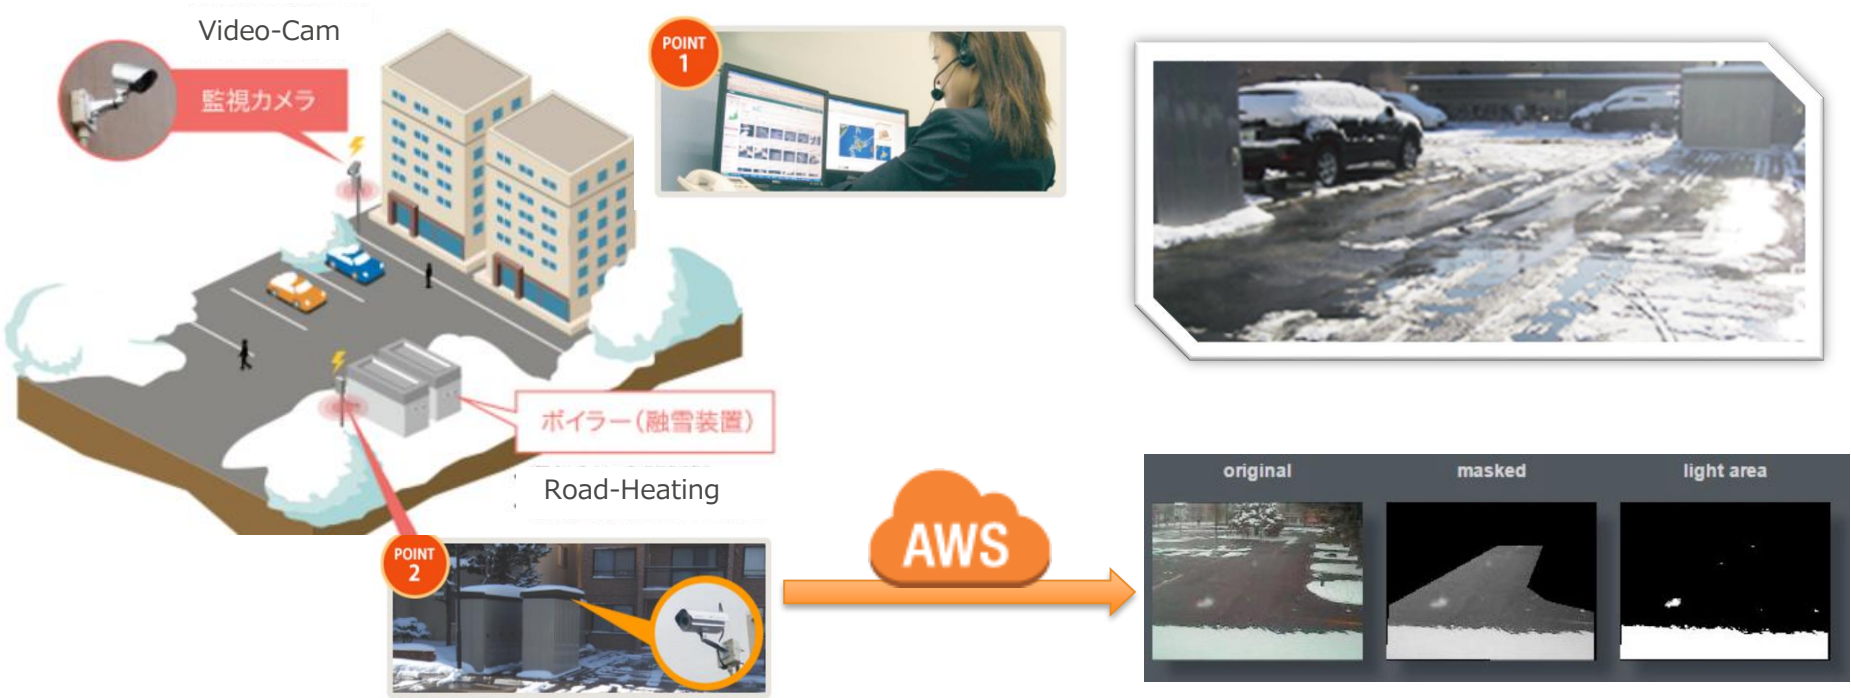 Video-Cam
監視カメラ
POINT
1
ボイラー(融雪装置)
Road-Heating
POINT
2
AWS
original
masked
light area